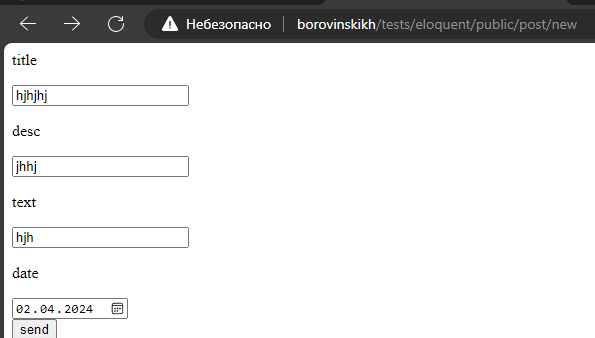 Небезопасно borovinskikh/tests/eloquent/public/post/new
title
hjhjhj
desc
jhhj
text
hjh
date
02.04.2024
send